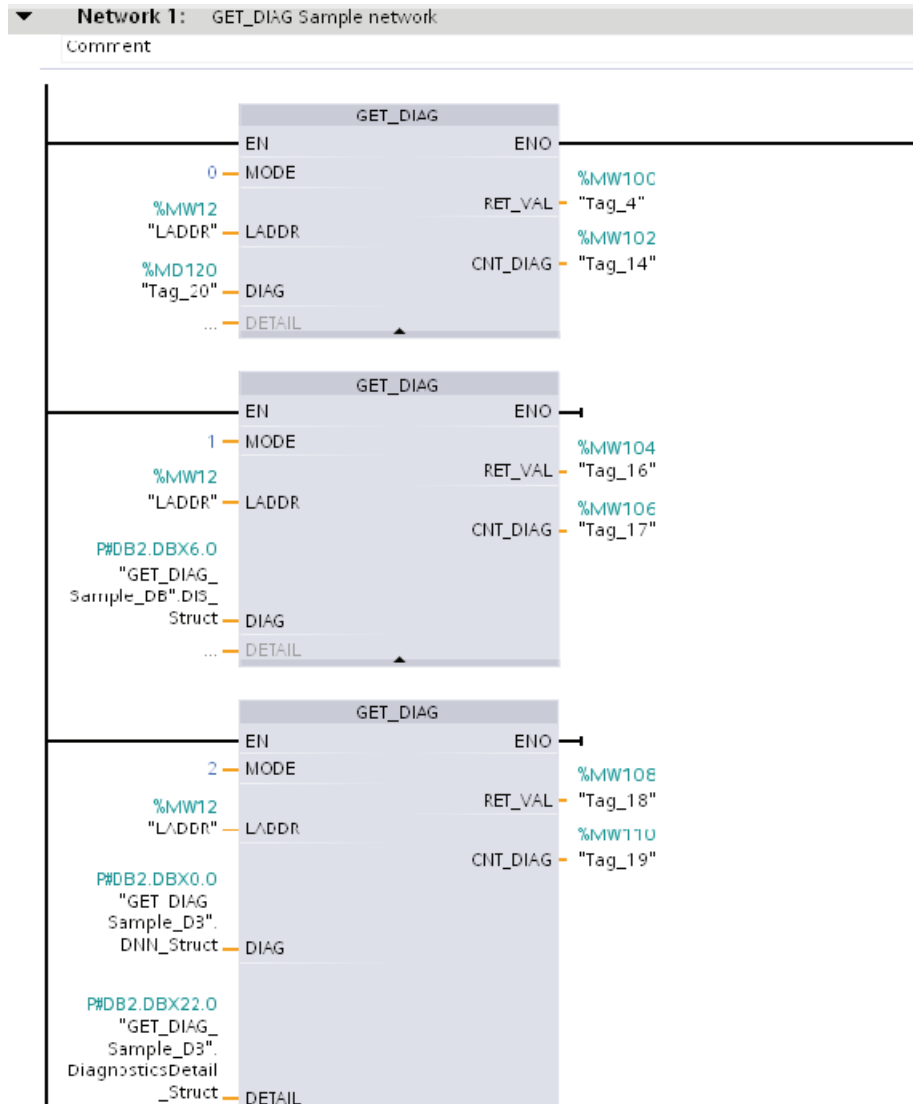 Network 1: GET_DIAG Sample network
Comment
GET_DIAG
EN ENO
0 MODE
%MW100
RET_VAL "Tag_4"
%MW12
"LADDR" LADDR
%MW102
CNT_DIAG "Tag_14"
%MD120
"Tag_20" DIAG
... DETAIL
GET_DIAG
EN ENO
1 MODE
%MW104
RET_VAL "Tag_16"
%MW12
"LADDR" LADDR
%MW106
CNT_DIAG "Tag_17"
P#DB2.DBX6.0
"GET_DIAG_
Sample_DB".DIS_
Struct DIAG
... DETAIL
GET_DIAG
EN ENO
2 MODE
%MW108
RET_VAL "Tag_18"
%MW12
"LADDR" LADDR
%MW110
CNT_DIAG "Tag_19"
P#DB2.DBX0.0
"GET_DIAG_
Sample_DB".
DNN_Struct DIAG
P#DB2.DBX22.0
"GET_DIAG_
Sample_DB".
DiagnosticsDetail
_Struct DETAIL